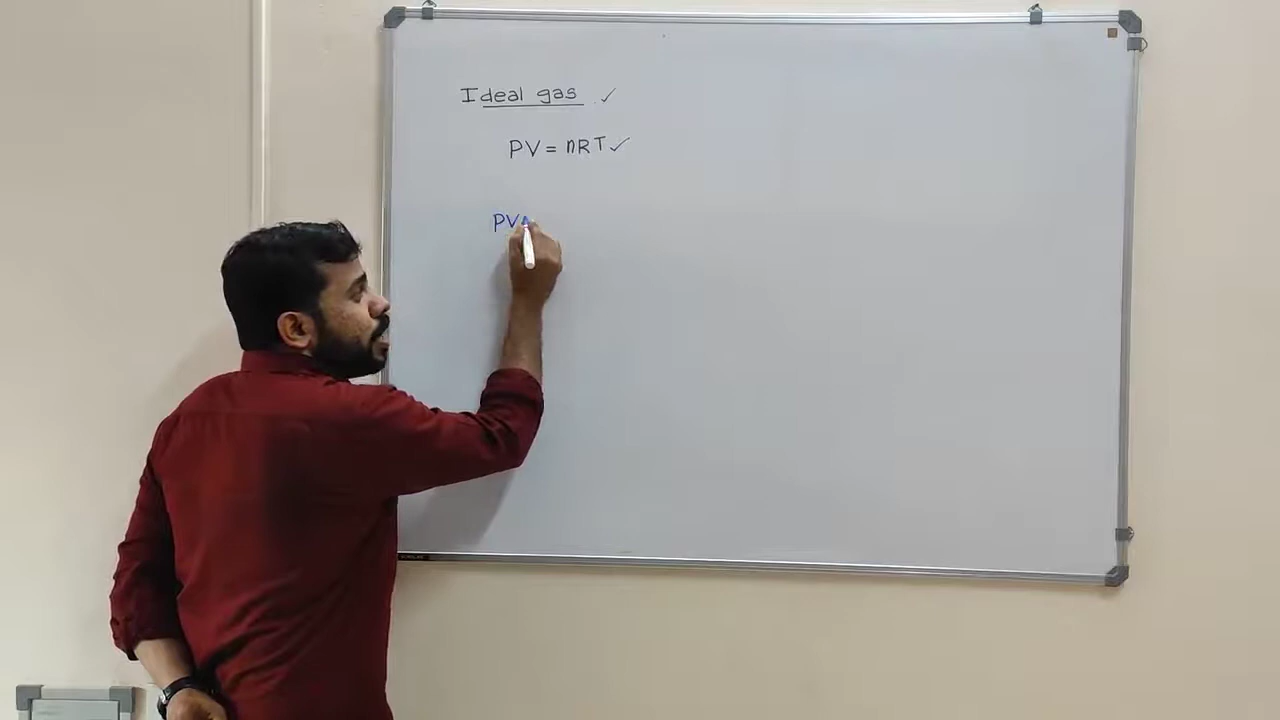 Ideal gas ✓
PV = nRT ✓
PV